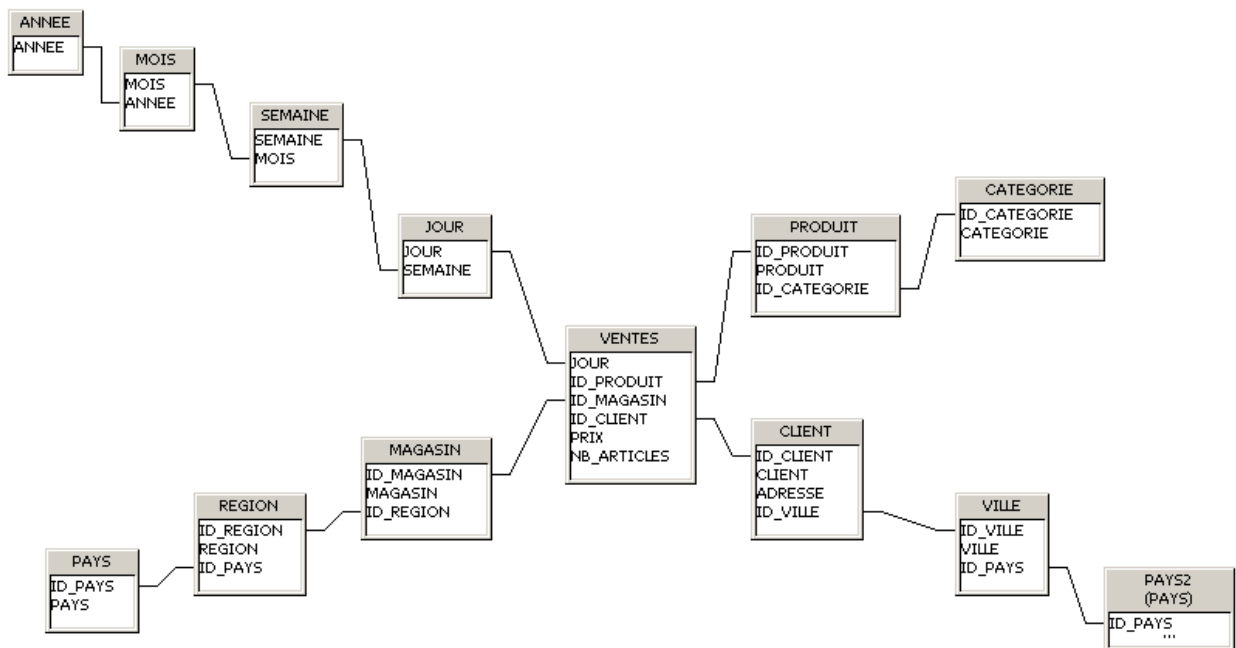 ANNEE
ANNEE
MOIS
MOIS
ANNEE
SEMAINE
SEMAINE
MOIS
JOUR
JOUR
SEMAINE
VENTES
JOUR
ID_PRODUIT
ID_MAGASIN
ID_CLIENT
PRIX
NB_ARTICLES
PRODUIT
ID_PRODUIT
PRODUIT
ID_CATEGORIE
CATEGORIE
ID_CATEGORIE
CATEGORIE
MAGASIN
ID_MAGASIN
MAGASIN
ID_REGION
REGION
ID_REGION
REGION
ID_PAYS
PAYS
ID_PAYS
PAYS
CLIENT
ID_CLIENT
CLIENT
ADRESSE
ID_VILLE
VILLE
ID_VILLE
VILLE
ID_PAYS
PAYS2
(PAYS)
ID_PAYS
...